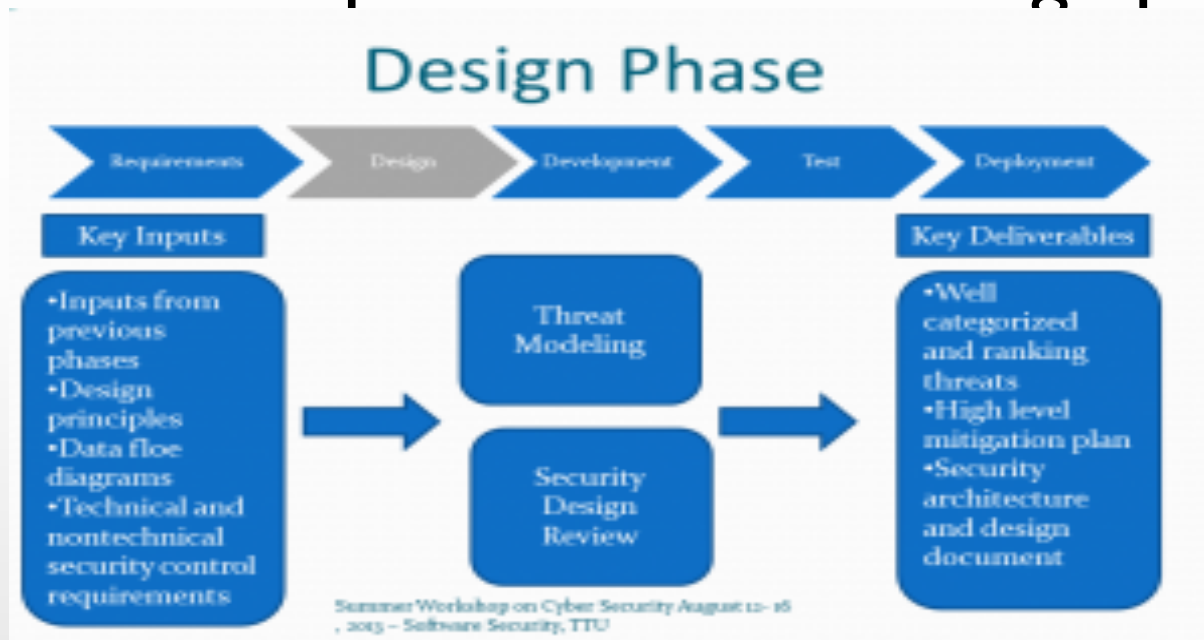 Design Phase
Requirements
Design
Development
Test
Deployment
Key Inputs
•Inputs from
previous
phases
•Design
principles
•Data floe
diagrams
•Technical and
nontechnical
security control
requirements
Threat
Modeling
Security
Design
Review
Key Deliverables
•Well
categorized
and ranking
threats
•High level
mitigation plan
•Security
architecture
and design
document
Summer Workshop on Cyber Security August 12- 16
, 2013 – Software Security, TTU